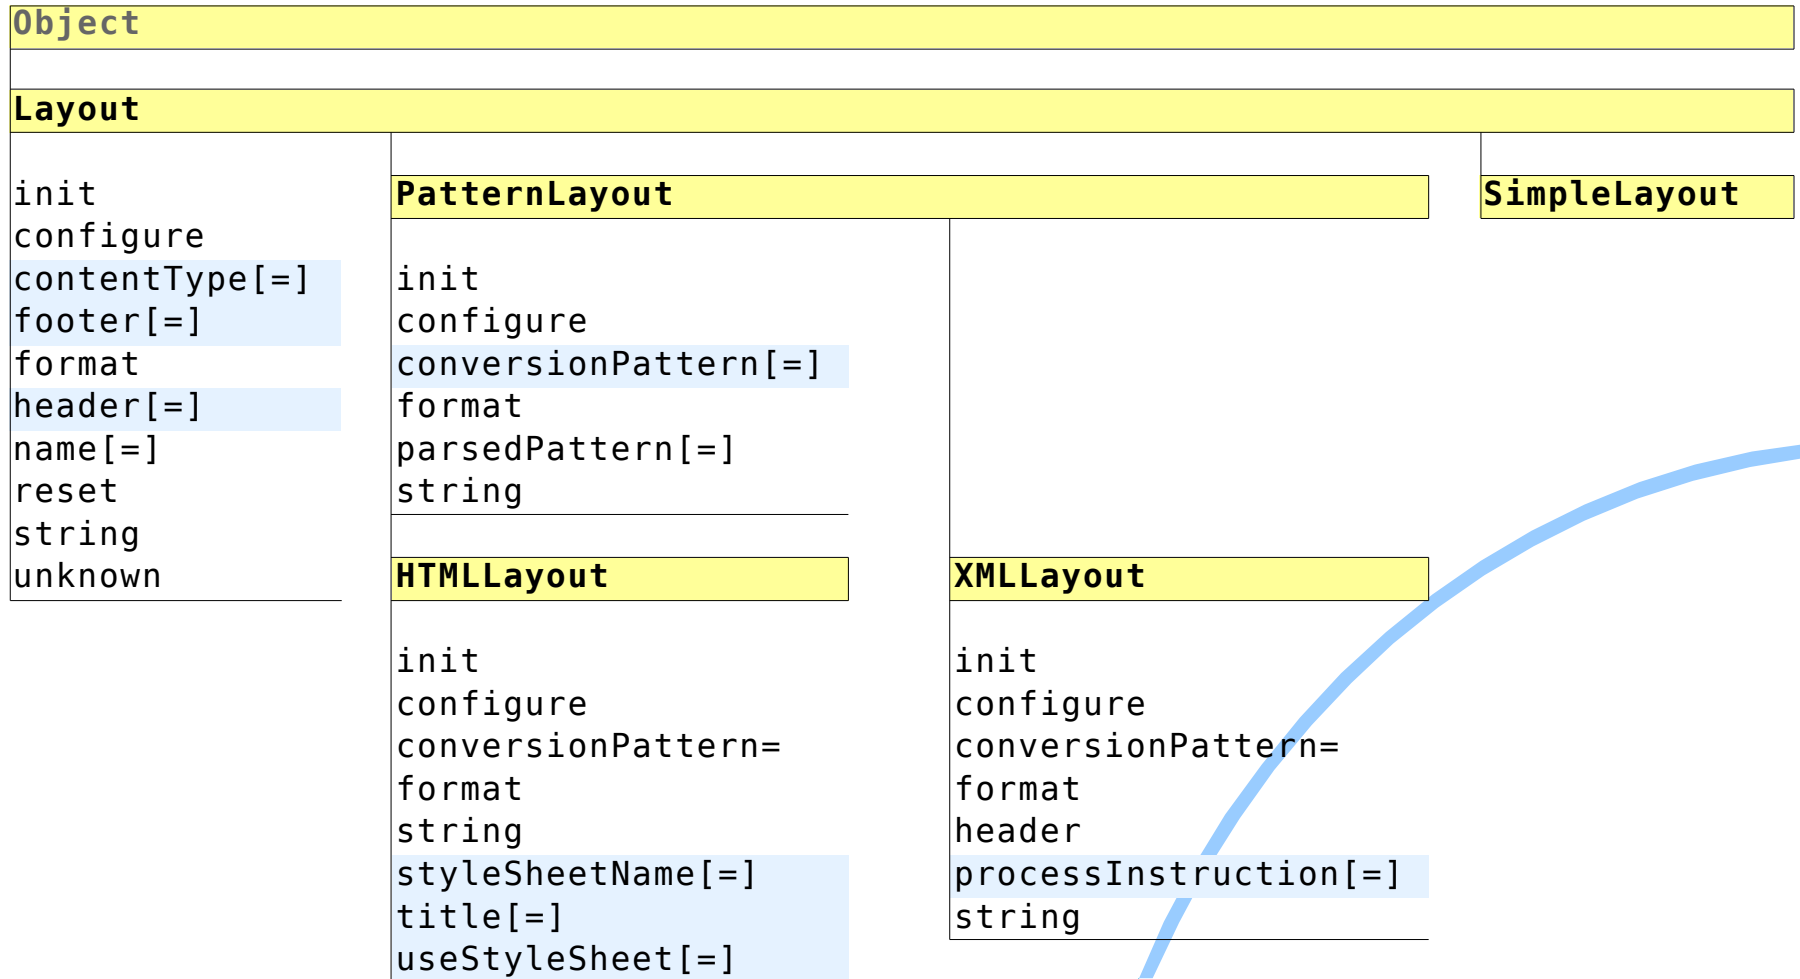 Object
Layout
init
configure
contentType[=]
footer[=]
format
header[=]
name[=]
reset
string
unknown
PatternLayout
init
configure
conversionPattern[=]
format
parsedPattern[=]
string
HTMLLayout
init
configure
conversionPattern=
format
string
styleSheetName[=]
title[=]
useStyleSheet[=]
XMLLayout
init
configure
conversionPattern=
format
header
processInstruction[=]
string
SimpleLayout